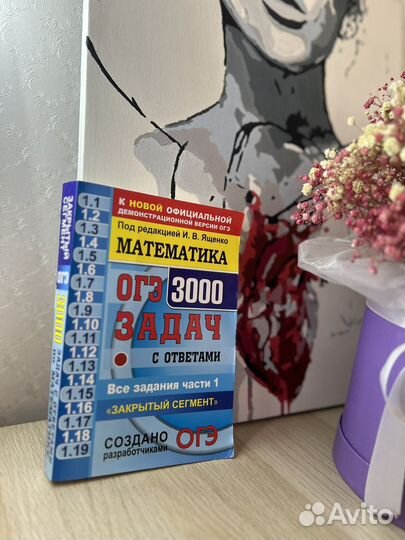 К НОВОЙ ОФИЦИАЛЬНОЙ
ДЕМОНСТРАЦИОННОЙ ВЕРСИИ ОГЭ
Под редакцией И. В. Ященко
МАТЕМАТИКА
ОГЭ 3000
ЗАДАЧ
С ОТВЕТАМИ
Все задания части 1
«ЗАКРЫТЫЙ СЕГМЕНТ»
СОЗДАНО ОГЭ
разработчиками
1.1
1.2
1.3
1.4
1.5
1.6
1.7
1.8
1.9
1.10
1.11
1.12
1.13
1.14
1.15
1.16
1.17
1.18
1.19
ОГЭ
3000
Avito